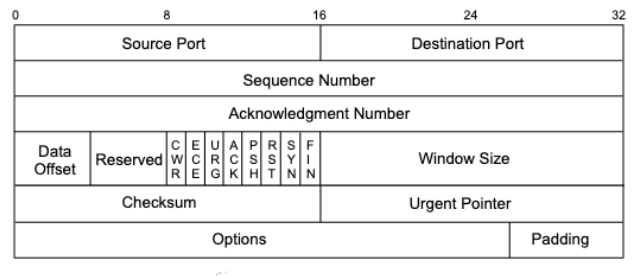 0 8 16 24 32
Source Port Destination Port
Sequence Number
Acknowledgment Number
Data Offset Reserved CWR ECE URG ACK PSH RST SYN FIN Window Size
Checksum Urgent Pointer
Options Padding